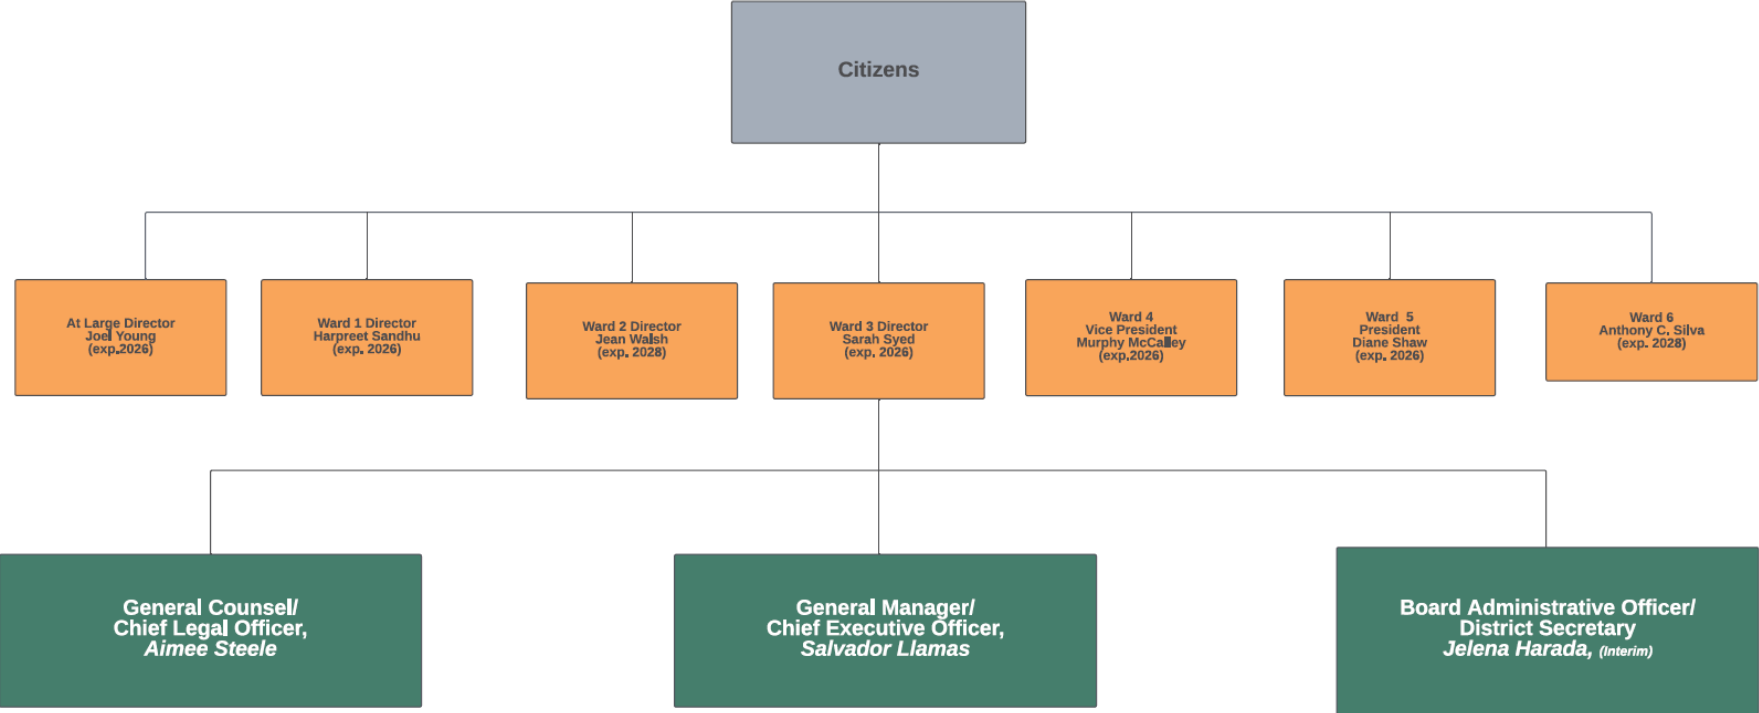 Citizens
At Large Director
Joel Young
(exp.2026)
Ward 1 Director
Harpreet Sandhu
(exp. 2026)
Ward 2 Director
Jean Walsh
(exp. 2028)
Ward 3 Director
Sarah Syed
(exp. 2026)
Ward 4
Vice President
Murphy McCalley
(exp.2026)
Ward 5
President
Diane Shaw
(exp. 2026)
Ward 6
Anthony C. Silva
(exp. 2028)
General Counsel/
Chief Legal Officer,
Aimee Steele
General Manager/
Chief Executive Officer,
Salvador Llamas
Board Administrative Officer/
District Secretary
Jelena Harada, (Interim)